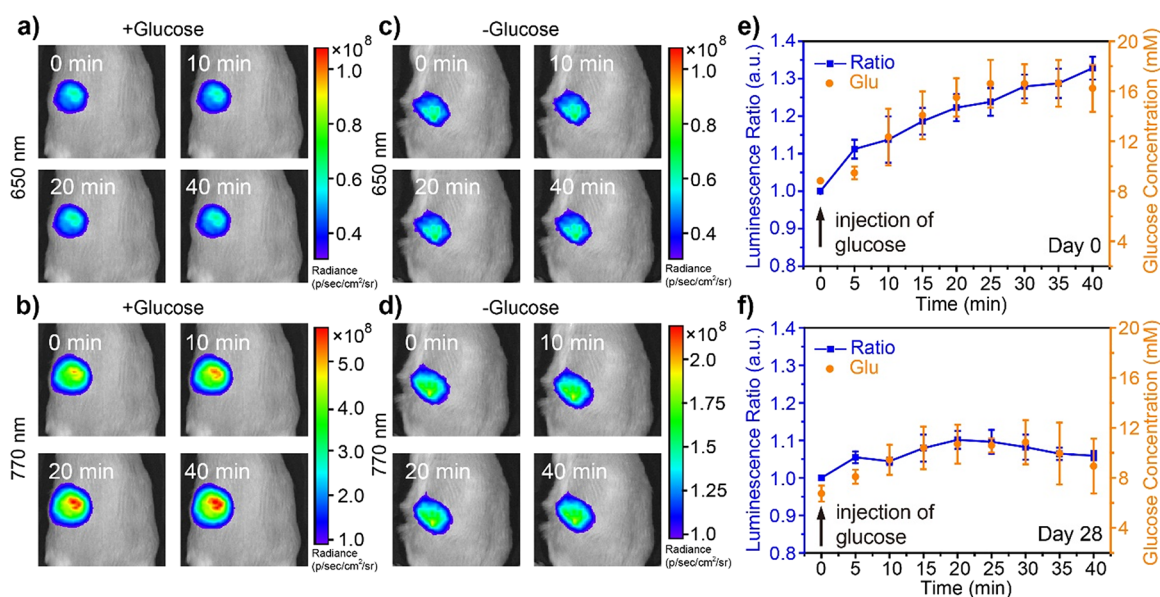 a)
+Glucose
0 min
10 min
20 min
40 min
650 nm
×10⁸
1.0
0.8
0.6
0.4
Radiance
(p/sec/cm²/sr)
c)
-Glucose
0 min
10 min
20 min
40 min
650 nm
×10⁸
1.0
0.8
0.6
0.4
Radiance
(p/sec/cm²/sr)
b)
+Glucose
0 min
10 min
20 min
40 min
770 nm
×10⁸
5.0
4.0
3.0
2.0
1.0
Radiance
(p/sec/cm²/sr)
d)
-Glucose
0 min
10 min
20 min
40 min
770 nm
×10⁸
2.0
1.75
1.5
1.25
1.0
Radiance
(p/sec/cm²/sr)
e)
Luminescence Ratio (a.u.)
1.4
1.3
1.2
1.1
1.0
0.9
0.8
Ratio
Glu
injection of
glucose
Day 0
0 5 10 15 20 25 30 35 40
Time (min)
20
16
12
8
4
Glucose Concentration (mM)
f)
Luminescence Ratio (a.u.)
1.4
1.3
1.2
1.1
1.0
0.9
0.8
Ratio
Glu
injection of
glucose
Day 28
0 5 10 15 20 25 30 35 40
Time (min)
20
16
12
8
4
Glucose Concentration (mM)